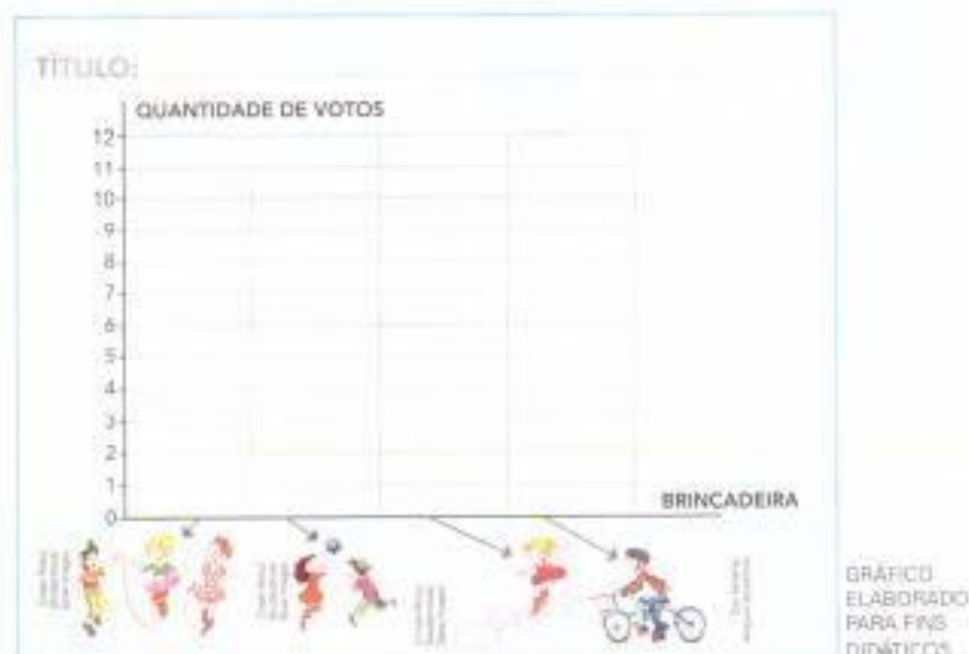 TÍTULO:
QUANTIDADE DE VOTOS
12
11
10
9
8
7
6
5
4
3
2
1
0
BRINCADEIRA
GRÁFICO
ELABORADO
PARA FINS
DIDÁTICOS